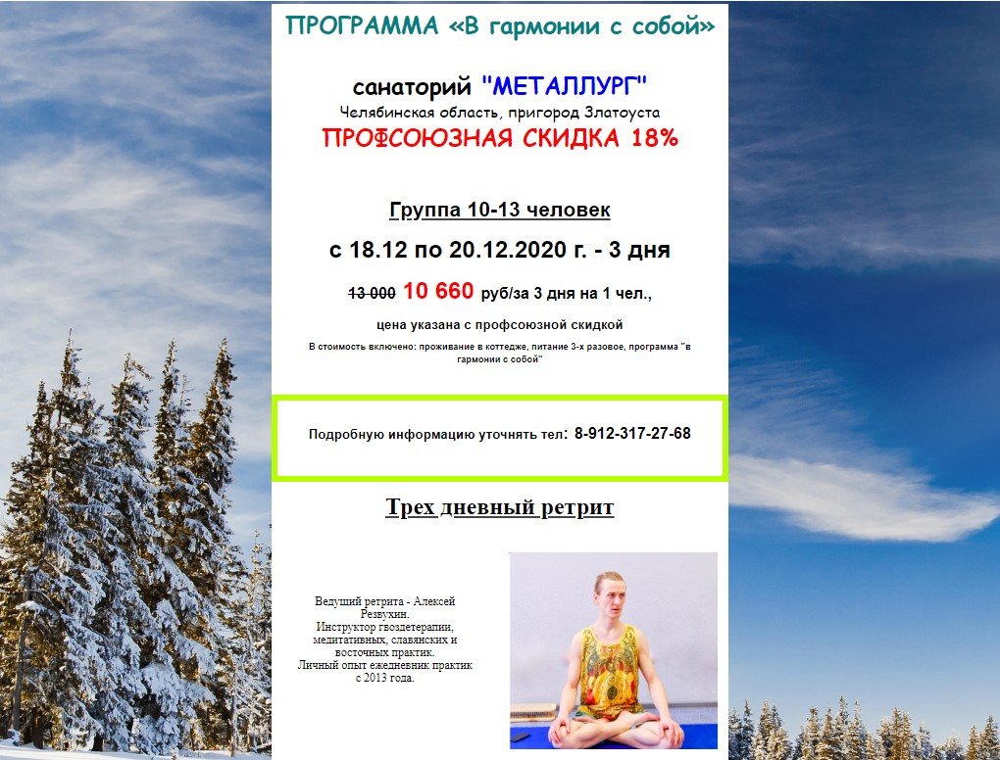 ПРОГРАММА «В гармонии с собой»
санаторий "МЕТАЛЛУРГ"
Челябинская область, пригород Златоуста
ПРОФСОЮЗНАЯ СКИДКА 18%
Группа 10-13 человек
с 18.12 по 20.12.2020 г. - 3 дня
13 000 10 660 руб/за 3 дня на 1 чел.,
цена указана с профсоюзной скидкой
В стоимость включено: проживание в коттедже, питание 3-х разовое, программа "в
гармонии с собой"
Подробную информацию уточнять тел: 8-912-317-27-68
Трех дневный ретрит
Ведущий ретрита - Алексей
Резвухин.
Инструктор гвоздетерапии,
медитативных, славянских и
восточных практик.
Личный опыт ежедневник практик
с 2013 года.